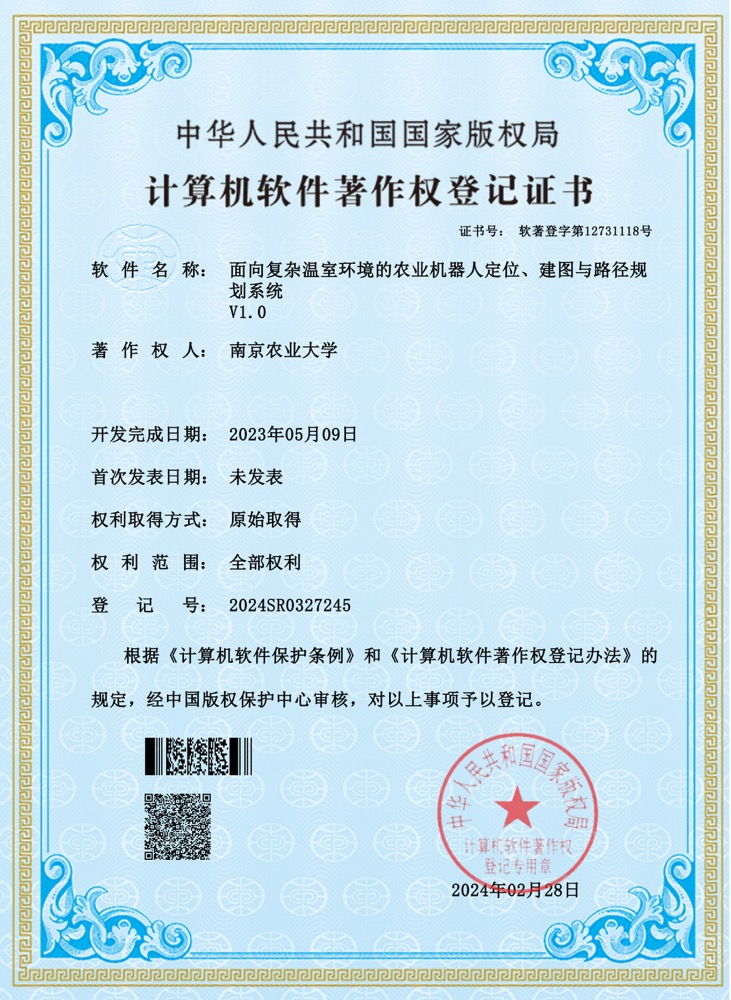 中华人民共和国国家版权局
计算机软件著作权登记证书
证书号： 软著登字第12731118号
软件名称： 面向复杂温室环境的农业机器人定位、建图与路径规
划系统
V1.0
著作权人： 南京农业大学
开发完成日期： 2023年05月09日
首次发表日期： 未发表
权利取得方式： 原始取得
权利范围： 全部权利
登记号： 2024SR0327245
根据《计算机软件保护条例》和《计算机软件著作权登记办法》的
规定，经中国版权保护中心审核，对以上事项予以登记。
中华人民共和国国家版权局
计算机软件著作权
登记专用章
2024年02月28日